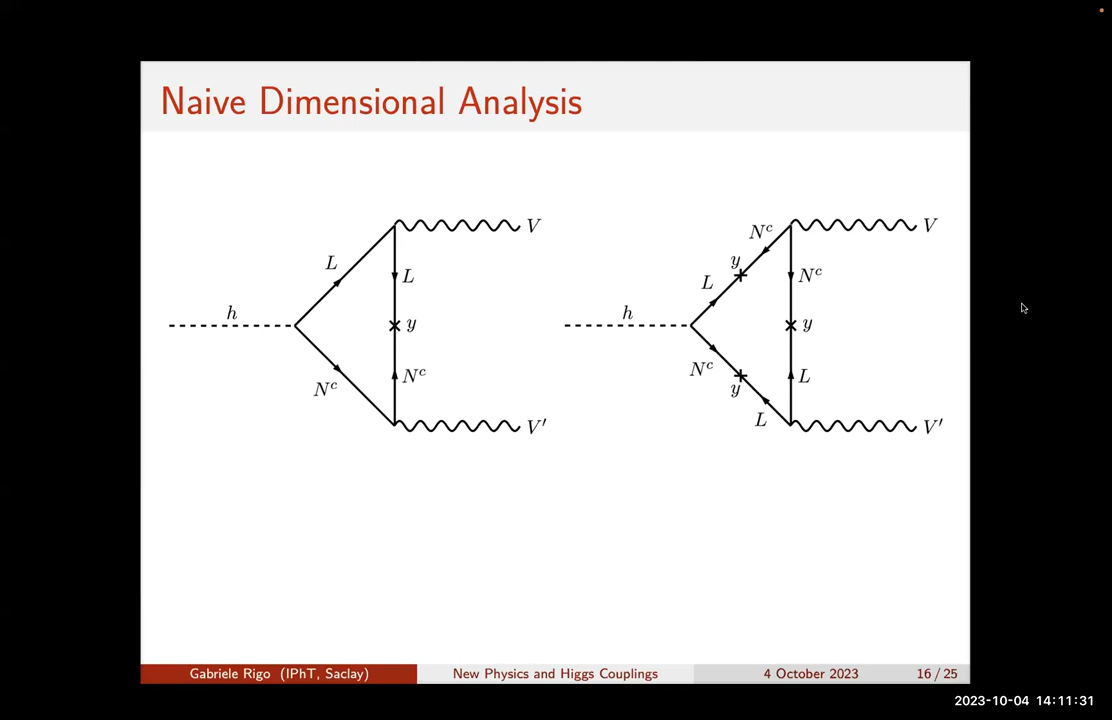 Naive Dimensional Analysis
V
L
L
h
y
N^c
N^c
V′
V
N^c
y
L
N^c
h
y
N^c
y
L
L
V′
Gabriele Rigo (IPhT, Saclay)
New Physics and Higgs Couplings
4 October 2023
16 / 25
2023-10-04 14:11:31